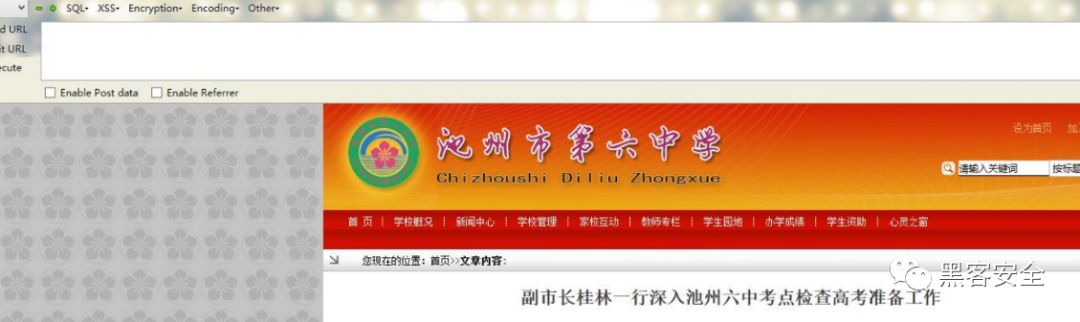 SQL▾ XSS▾ Encryption▾ Encoding▾ Other▾
d URL
it URL
ecute
Enable Post data Enable Referrer
设为首页 加
池州市第六中学
Chizhoushi Diliu Zhongxue
请输入关键词 按标题
首 页 | 学校概况 | 新闻中心 | 学校管理 | 家校互动 | 教师专栏 | 学生园地 | 办学成绩 | 学生资助 | 心灵之窗
您现在的位置：首页>>文章内容：
黑客安全
副市长桂林一行深入池州六中考点检查高考准备工作